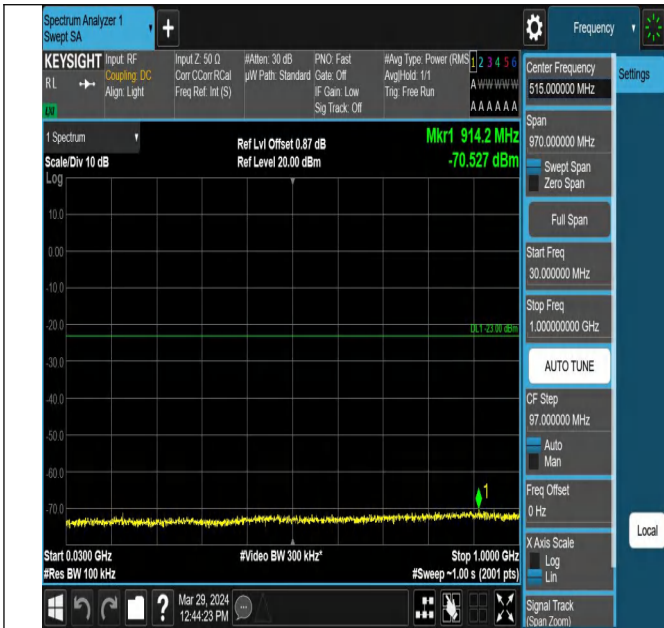 Spectrum Analyzer 1
Swept SA
+
Frequency
KEYSIGHT
RL
LXI
Input: RF
Coupling: DC
Align: Light
Input Z: 50 Ω
Corr CCorr RCal
Freq Ref: Int (S)
#Atten: 30 dB
µW Path: Standard
PNO: Fast
Gate: Off
IF Gain: Low
Sig Track: Off
#Avg Type: Power (RMS
Avg|Hold: 1/1
Trig: Free Run
1 2 3 4 5 6
A W W W W W
A A A A A A
1 Spectrum
Scale/Div 10 dB
Log
Ref Lvl Offset 0.87 dB
Ref Level 20.00 dBm
Mkr1 914.2 MHz
-70.527 dBm
10.0
0.00
-10.0
-20.0
DL1 -23.00 dBm
-30.0
-40.0
-50.0
-60.0
-70.0
1
Start 0.0300 GHz
#Res BW 100 kHz
#Video BW 300 kHz*
Stop 1.0000 GHz
#Sweep ~1.00 s (2001 pts)
Mar 29, 2024
12:44:23 PM
?
Center Frequency
515.000000 MHz
Settings
Span
970.000000 MHz
Swept Span
Zero Span
Full Span
Start Freq
30.000000 MHz
Stop Freq
1.000000000 GHz
AUTO TUNE
CF Step
97.000000 MHz
Auto
Man
Freq Offset
0 Hz
Local
X Axis Scale
Log
Lin
Signal Track
(Span Zoom)